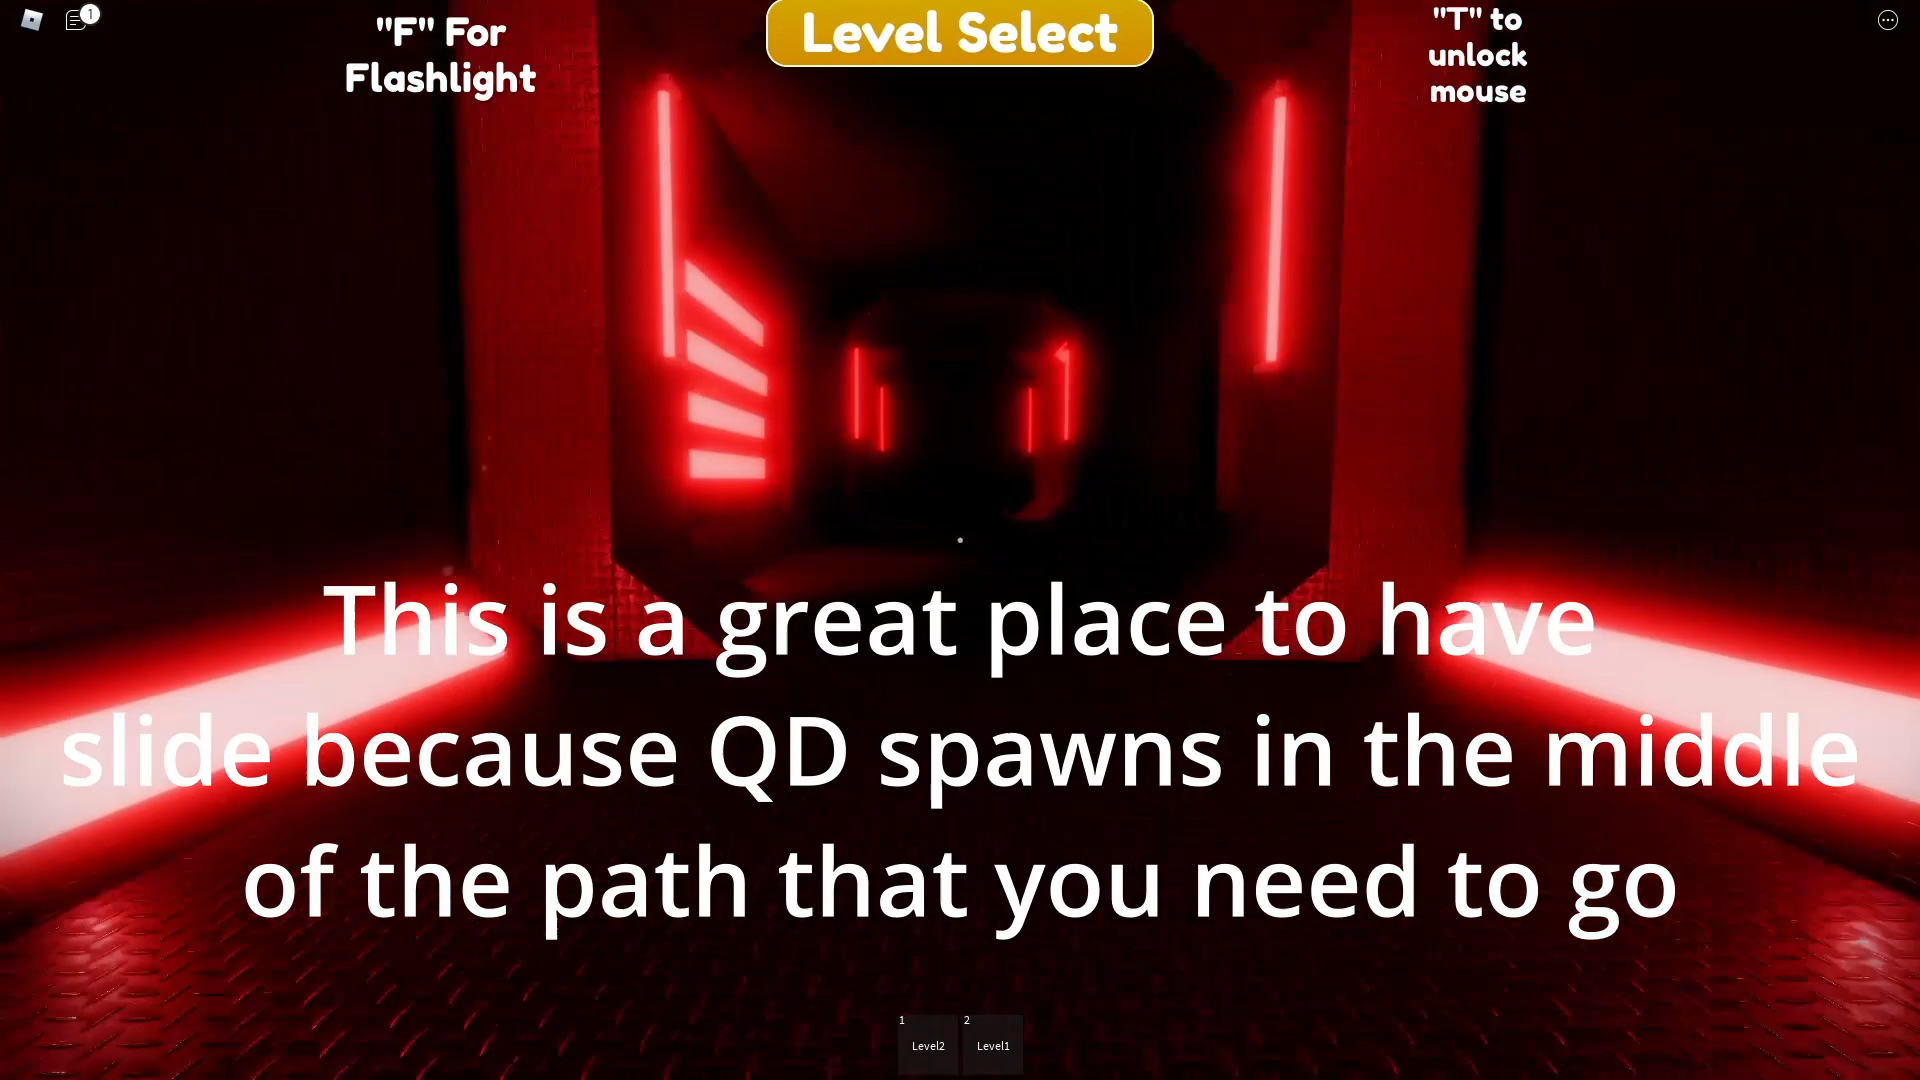 1
"F" For
Flashlight
Level Select
"T" to
unlock
mouse
This is a great place to have
slide because QD spawns in the middle
of the path that you need to go
1
Level2
2
Level1